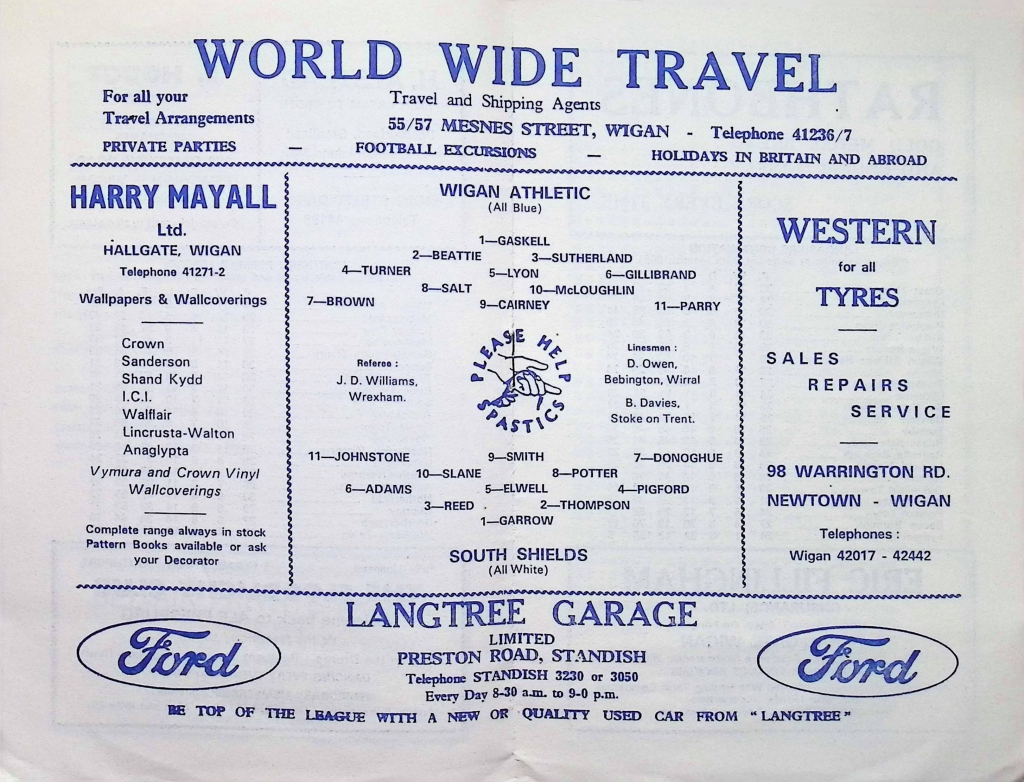 WORLD WIDE TRAVEL
For all your
Travel Arrangements
Travel and Shipping Agents
55/57 MESNES STREET, WIGAN - Telephone 41236/7
PRIVATE PARTIES — FOOTBALL EXCURSIONS — HOLIDAYS IN BRITAIN AND ABROAD
HARRY MAYALL
Ltd.
HALLGATE, WIGAN
Telephone 41271-2
Wallpapers & Wallcoverings
Crown
Sanderson
Shand Kydd
I.C.I.
Walflair
Lincrusta-Walton
Anaglypta
Vymura and Crown Vinyl
Wallcoverings
Complete range always in stock
Pattern Books available or ask
your Decorator
WIGAN ATHLETIC
(All Blue)
1—GASKELL
2—BEATTIE 3—SUTHERLAND
4—TURNER 5—LYON 6—GILLIBRAND
8—SALT 10—McLOUGHLIN
7—BROWN 9—CAIRNEY 11—PARRY
Referee :
J. D. Williams,
Wrexham.
PLEASE HELP
SPASTICS
Linesmen :
D. Owen,
Bebington, Wirral
B. Davies,
Stoke on Trent.
11—JOHNSTONE 9—SMITH 7—DONOGHUE
10—SLANE 8—POTTER
6—ADAMS 5—ELWELL 4—PIGFORD
3—REED 2—THOMPSON
1—GARROW
SOUTH SHIELDS
(All White)
WESTERN
for all
TYRES
SALES
REPAIRS
SERVICE
98 WARRINGTON RD.
NEWTOWN - WIGAN
Telephones :
Wigan 42017 - 42442
LANGTREE GARAGE
LIMITED
PRESTON ROAD, STANDISH
Telephone STANDISH 3230 or 3050
Every Day 8-30 a.m. to 9-0 p.m.
Ford
Ford
BE TOP OF THE LEAGUE WITH A NEW OR QUALITY USED CAR FROM "LANGTREE"